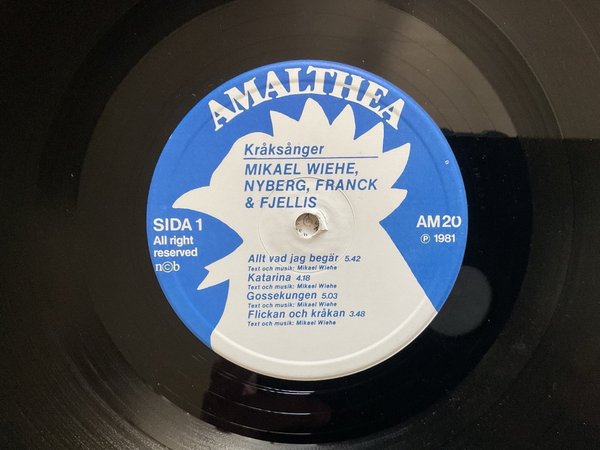 AMALTHEA
Kråksånger
MIKAEL WIEHE,
NYBERG, FRANCK
& FJELLIS
SIDA 1
All right
reserved
n©b
AM 20
Ⓟ 1981
Allt vad jag begär 5.42
Text och musik: Mikael Wiehe
Katarina 4.18
Text och musik: Mikael Wiehe
Gossekungen 5.03
Text och musik: Mikael Wiehe
Flickan och kråkan 3.48
Text och musik: Mikael Wiehe